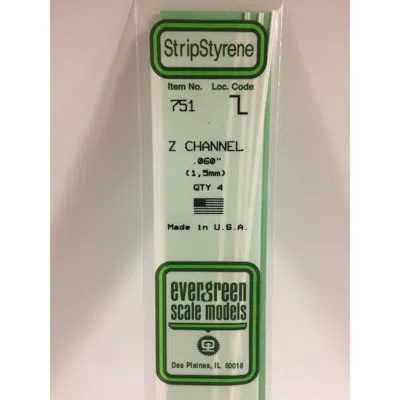 StripStyrene
Item No. Loc. Code
751
Z CHANNEL
.060"
(1,5mm)
QTY 4
Made in U.S.A.
evergreen
scale models
Des Plaines, IL 60018